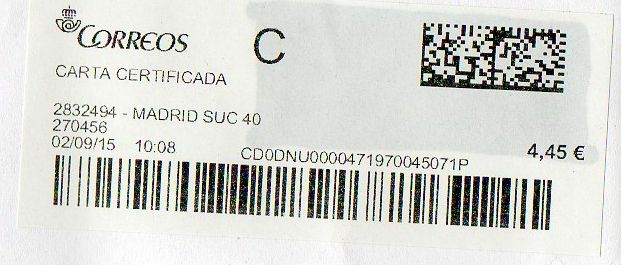 CORREOS
C
CARTA CERTIFICADA
2832494 - MADRID SUC 40
270456
02/09/15 10:08
CD0DNU0000471970045071P
4,45 €